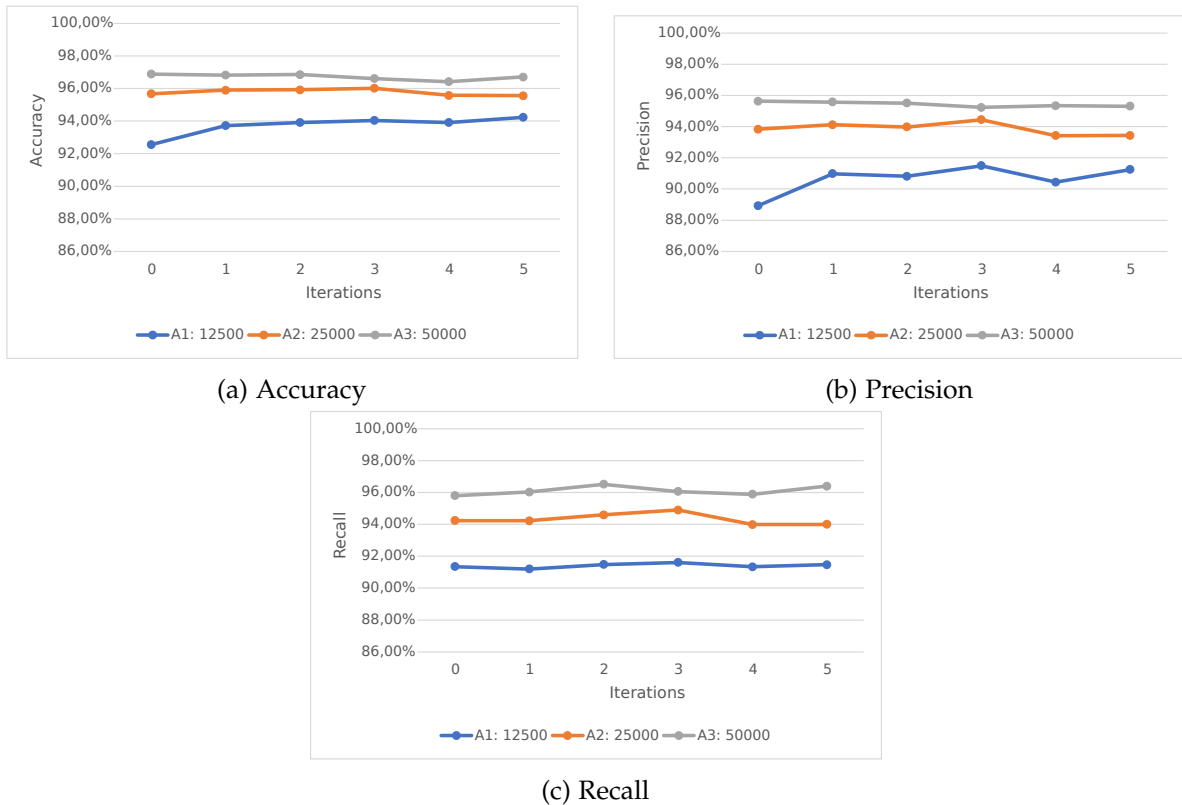 100,00%
98,00%
96,00%
94,00%
92,00%
90,00%
88,00%
86,00%
Accuracy
0 1 2 3 4 5
Iterations
A1: 12500 A2: 25000 A3: 50000
(a) Accuracy
100,00%
98,00%
96,00%
94,00%
92,00%
90,00%
88,00%
86,00%
Precision
0 1 2 3 4 5
Iterations
A1: 12500 A2: 25000 A3: 50000
(b) Precision
100,00%
98,00%
96,00%
94,00%
92,00%
90,00%
88,00%
86,00%
Recall
0 1 2 3 4 5
Iterations
A1: 12500 A2: 25000 A3: 50000
(c) Recall